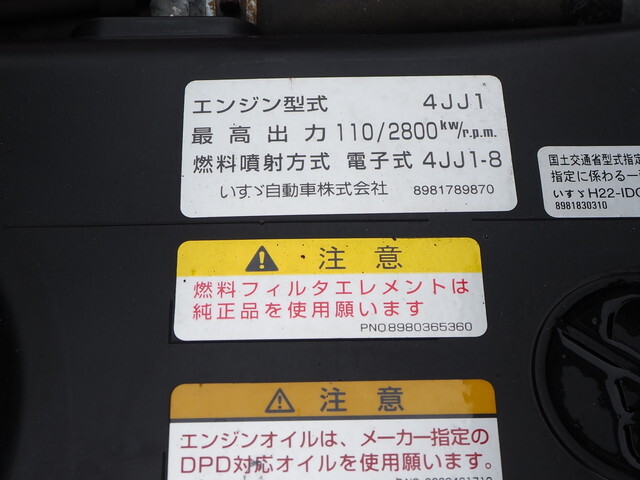 エンジン型式 4JJ1
最高出力 110/2800kW/r.p.m.
燃料噴射方式 電子式 4JJ1-8
いすゞ自動車株式会社 8981789870
国土交通省型式指定
指定に係わる一
いすゞH22-IDC
8981830310
注意
燃料フィルタエレメントは
純正品を使用願います
PNO.8980365360
注意
エンジンオイルは、メーカー指定の
DPD対応オイルを使用願います。